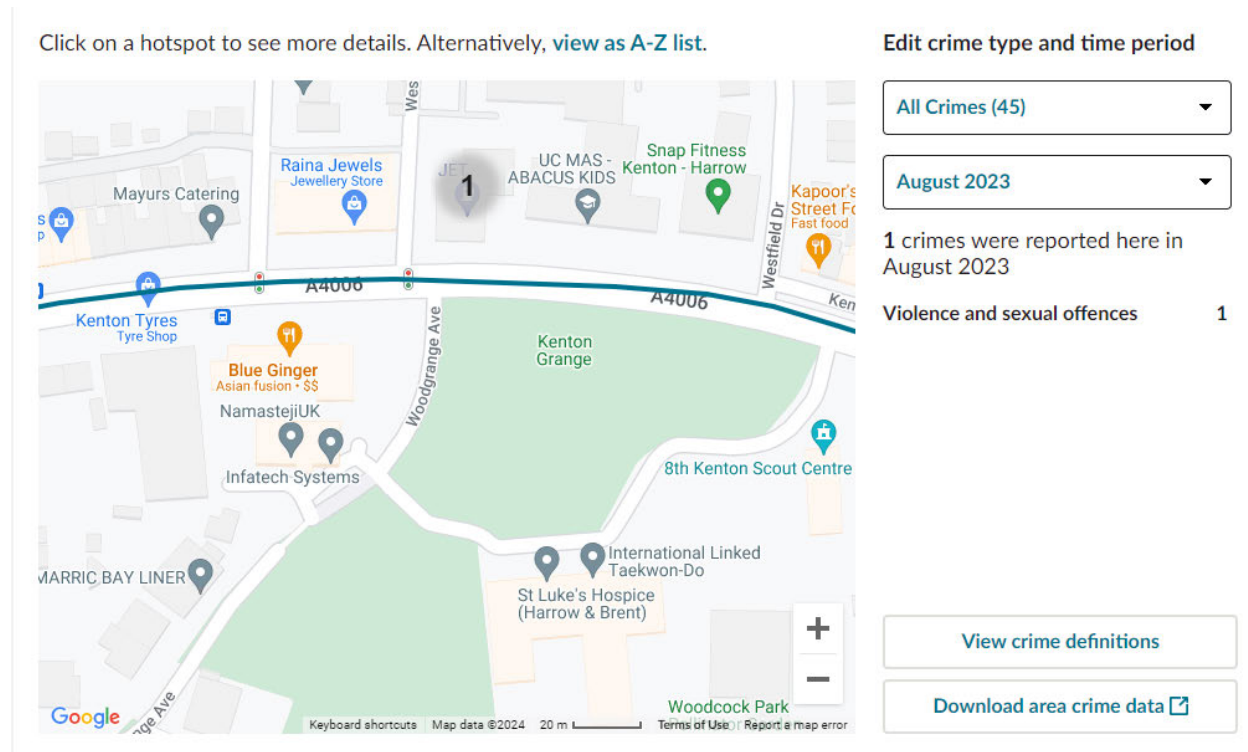 Click on a hotspot to see more details. Alternatively, view as A-Z list.
Wes
JET
1
UC MAS -
ABACUS KIDS
Snap Fitness
Kenton - Harrow
Raina Jewels
Jewellery Store
Mayurs Catering
Kapoor's
Street Fo
Fast food
s
p
Westfield Dr
A4006
A4006
Ken
Kenton Tyres
Tyre Shop
Woodgrange Ave
Kenton
Grange
Blue Ginger
Asian fusion • $$
NamastejiUK
Infatech Systems
8th Kenton Scout Centre
International Linked
Taekwon-Do
MARRIC BAY LINER
St Luke's Hospice
(Harrow & Brent)
nge Ave
Woodcock Park
Google
Keyboard shortcuts
Map data ©2024
20 m
Terms of Use
Report a map error
+
−
Edit crime type and time period
All Crimes (45)
August 2023
1 crimes were reported here in
August 2023
Violence and sexual offences 1
View crime definitions
Download area crime data